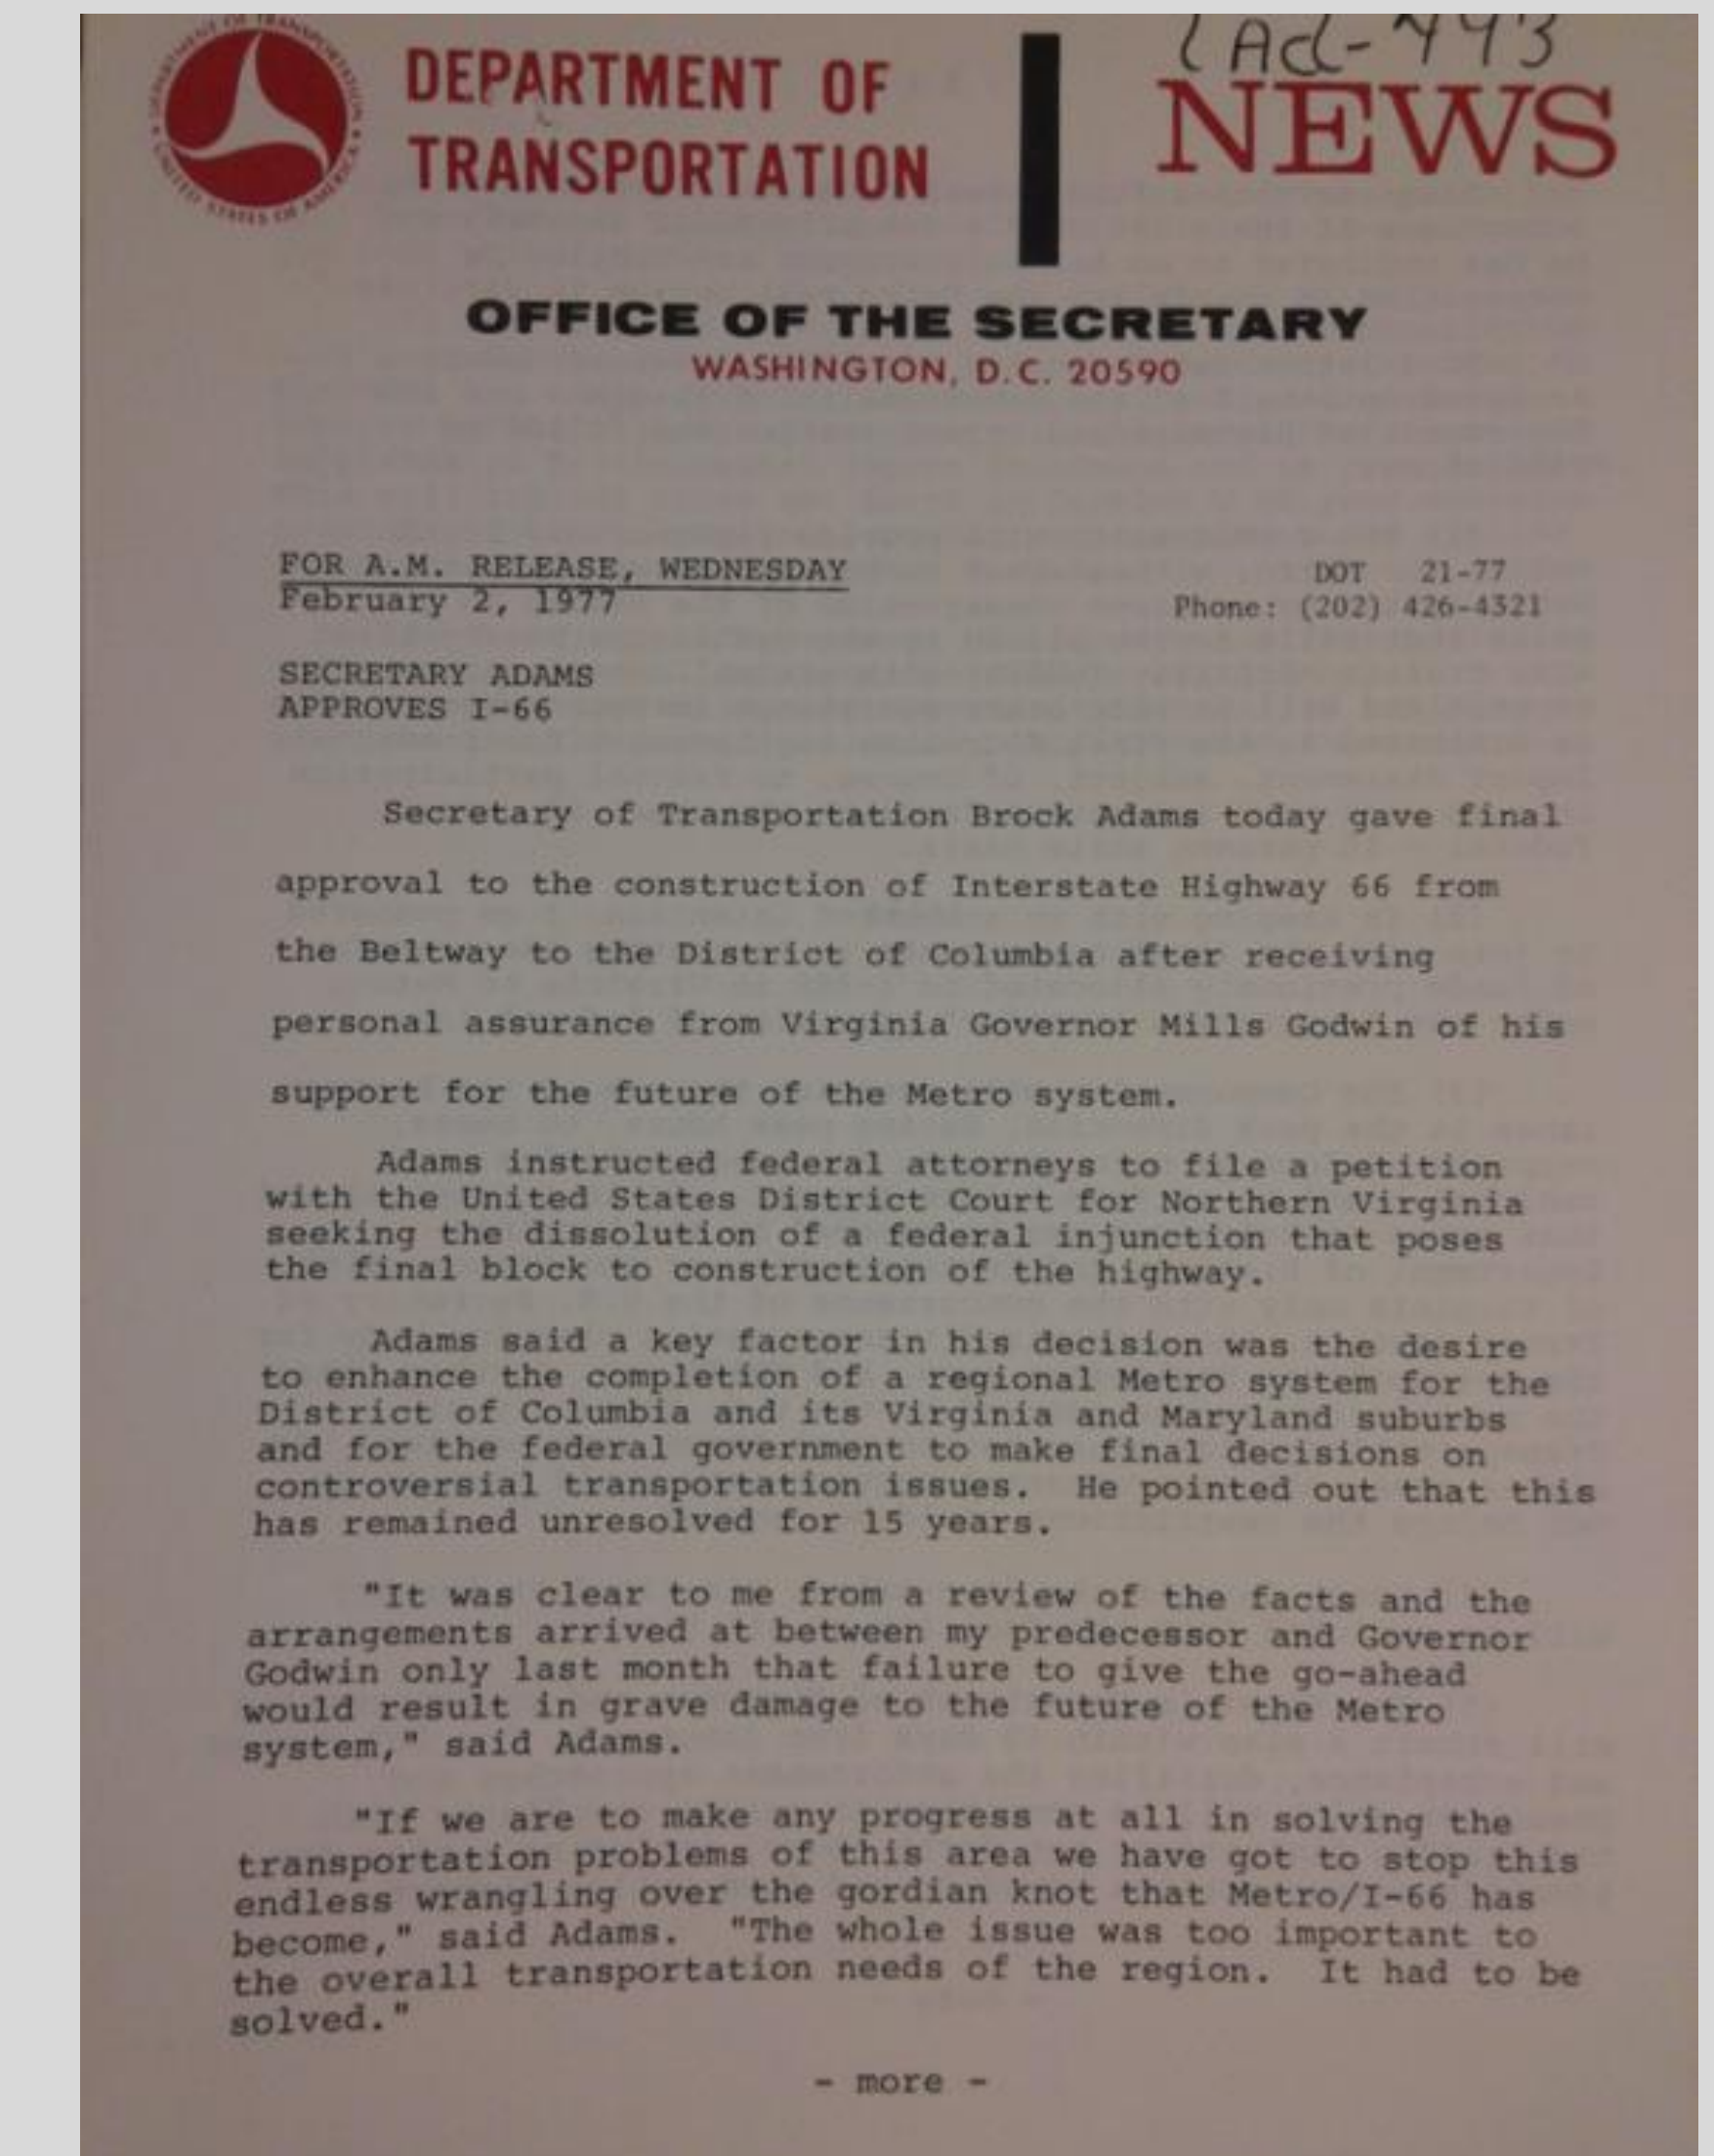 DEPARTMENT OF TRANSPORTATION
UNITED STATES OF AMERICA
DEPARTMENT OF
TRANSPORTATION
NEWS
OFFICE OF THE SECRETARY
WASHINGTON, D.C. 20590
FOR A.M. RELEASE, WEDNESDAY
February 2, 1977
DOT 21-77
Phone: (202) 426-4321
SECRETARY ADAMS
APPROVES I-66
Secretary of Transportation Brock Adams today gave final
approval to the construction of Interstate Highway 66 from
the Beltway to the District of Columbia after receiving
personal assurance from Virginia Governor Mills Godwin of his
support for the future of the Metro system.
Adams instructed federal attorneys to file a petition
with the United States District Court for Northern Virginia
seeking the dissolution of a federal injunction that poses
the final block to construction of the highway.
Adams said a key factor in his decision was the desire
to enhance the completion of a regional Metro system for the
District of Columbia and its Virginia and Maryland suburbs
and for the federal government to make final decisions on
controversial transportation issues. He pointed out that this
has remained unresolved for 15 years.
"It was clear to me from a review of the facts and the
arrangements arrived at between my predecessor and Governor
Godwin only last month that failure to give the go-ahead
would result in grave damage to the future of the Metro
system," said Adams.
"If we are to make any progress at all in solving the
transportation problems of this area we have got to stop this
endless wrangling over the gordian knot that Metro/I-66 has
become," said Adams. "The whole issue was too important to
the overall transportation needs of the region. It had to be
solved."
- more -